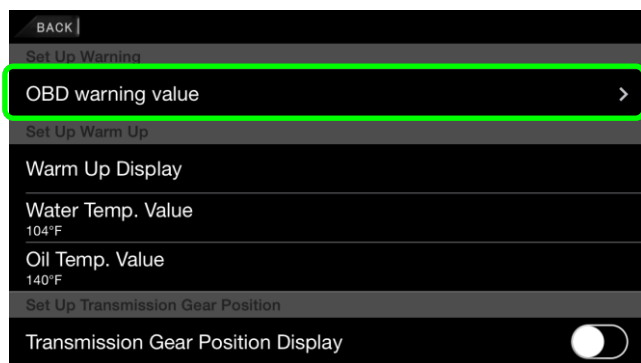 BACK
Set Up Warning
OBD warning value
Set Up Warm Up
Warm Up Display
Water Temp. Value
104°F
Oil Temp. Value
140°F
Set Up Transmission Gear Position
Transmission Gear Position Display